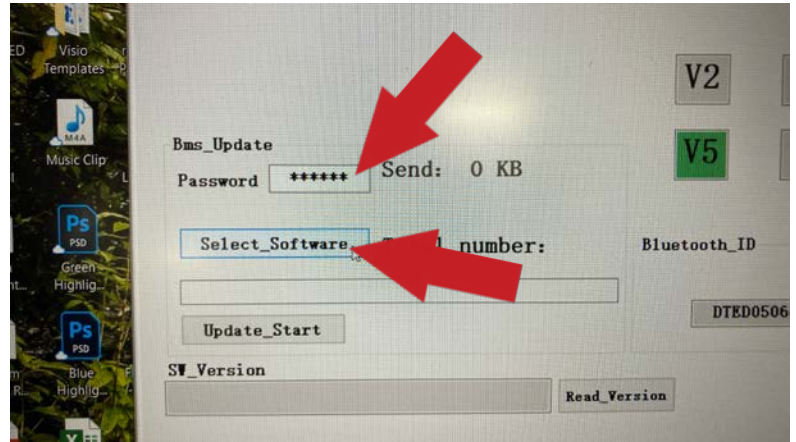 ED
Visio
Templates
M4A
Music Clip
Ps
PSD
Green
Highlig...
Ps
PSD
Blue
Highlig...
V2
Bms_Update
Password ****** Send: 0 KB
V5
Select_Software number: Bluetooth_ID
DTED0506
Update_Start
SW_Version
Read_Version